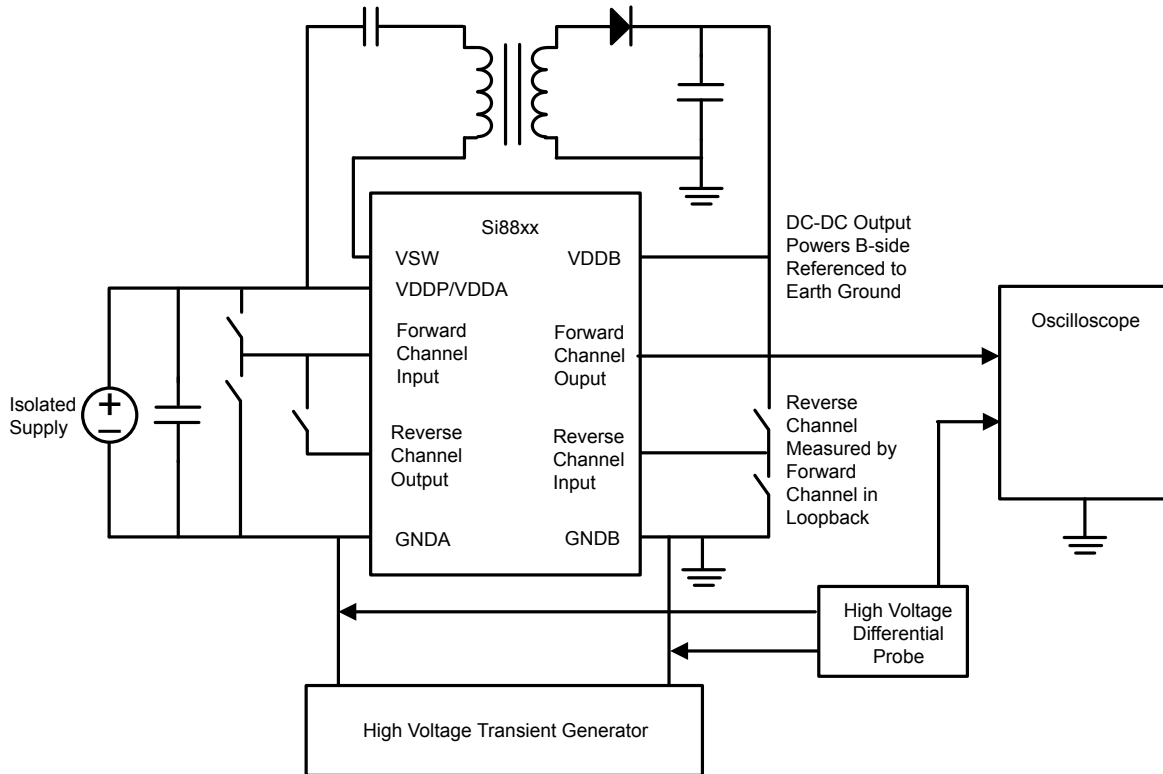 Si88xx
VSW
VDDB
VDDP/VDDA
DC-DC Output
Powers B-side
Referenced to
Earth Ground
Oscilloscope
Forward
Channel
Input
Forward
Channel
Ouput
Isolated
Supply
+
−
Reverse
Channel
Output
Reverse
Channel
Input
Reverse
Channel
Measured by
Forward
Channel in
Loopback
GNDA
GNDB
High Voltage
Differential
Probe
High Voltage Transient Generator